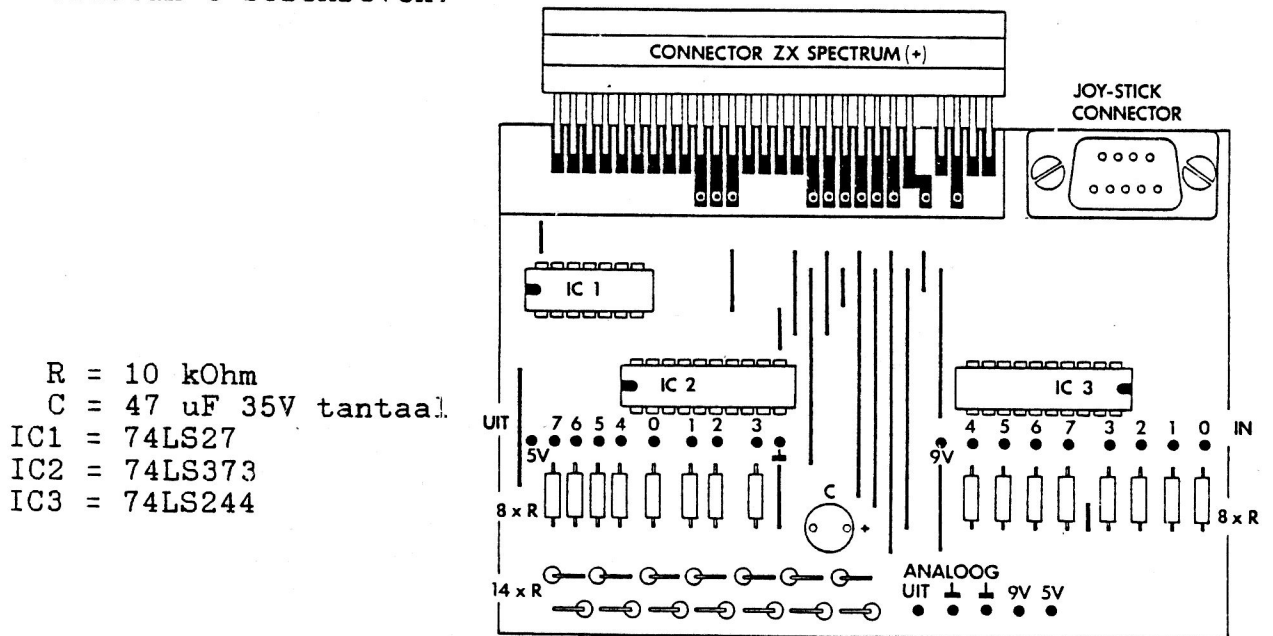 CONNECTOR ZX SPECTRUM (+)
JOY-STICK
CONNECTOR
IC 1
R = 10 kOhm
C = 47 uF 35V tantaal
IC1 = 74LS27
IC2 = 74LS373
IC3 = 74LS244
IC 2
IC 3
UIT 7 6 5 4 0 1 2 3
5V
9V
4 5 6 7 3 2 1 0 IN
8 x R
C
+
8 x R
14 x R
ANALOOG
UIT 9V 5V